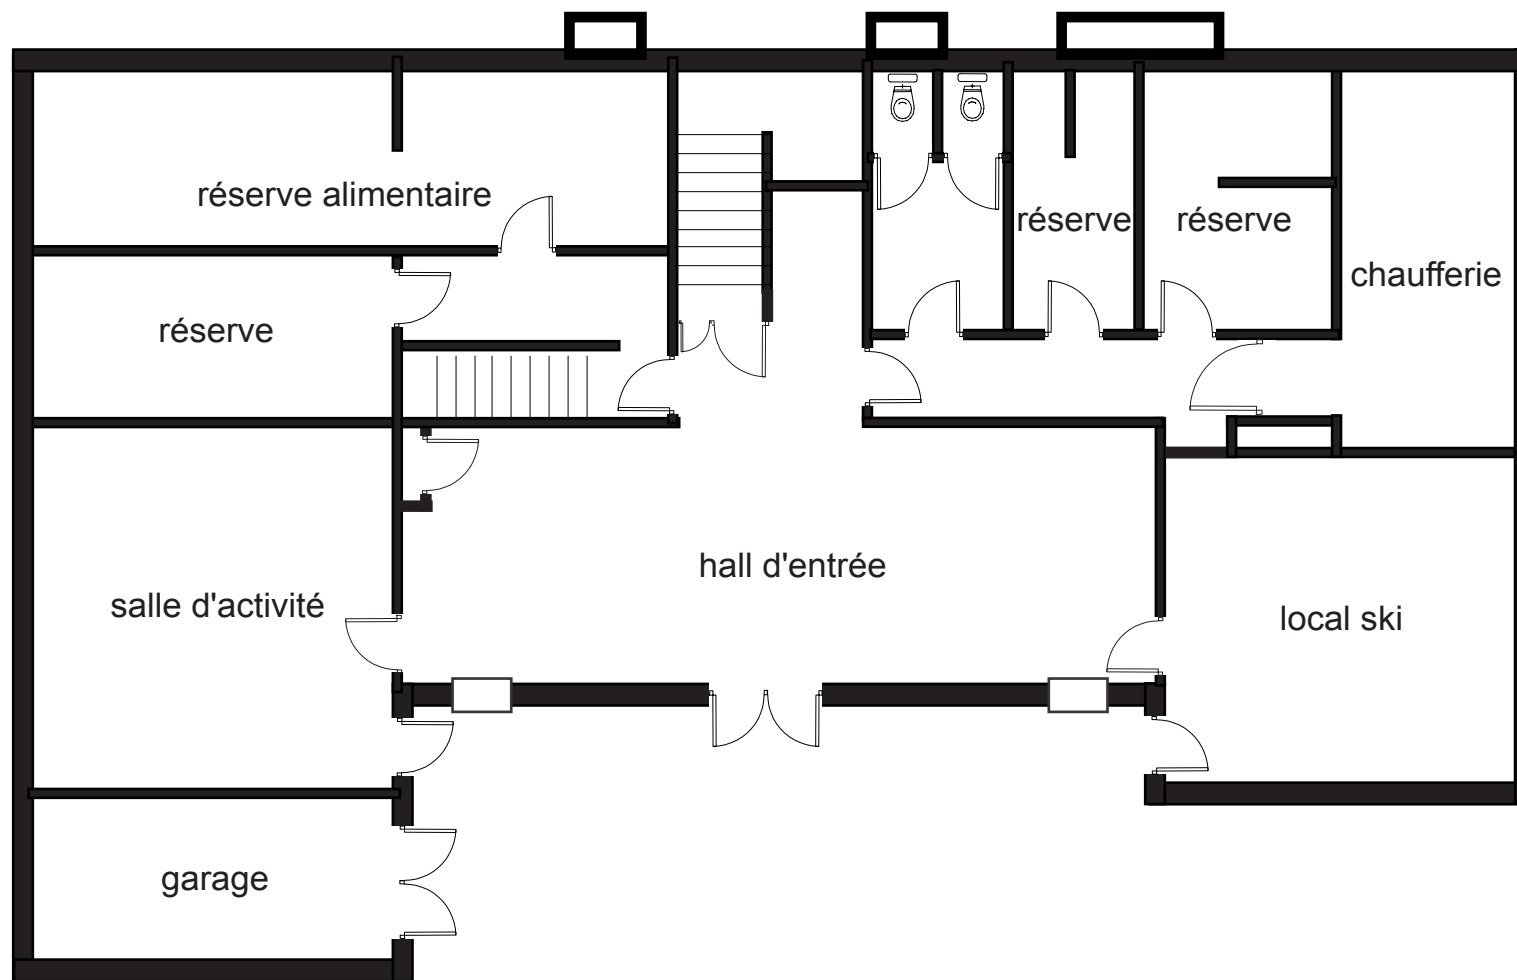 réserve alimentaire
réserve
réserve
chaufferie
réserve
hall d'entrée
salle d'activité
local ski
garage